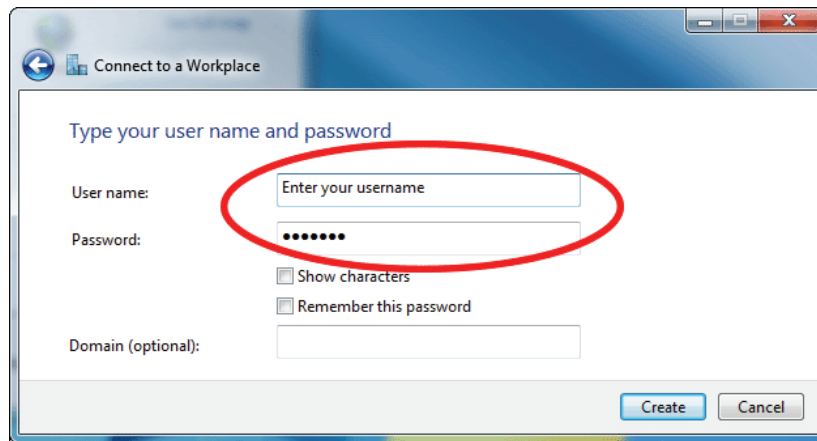 Connect to a Workplace
Type your user name and password
User name:
Enter your username
Password:
•••••••
Show characters
Remember this password
Domain (optional):
Create
Cancel